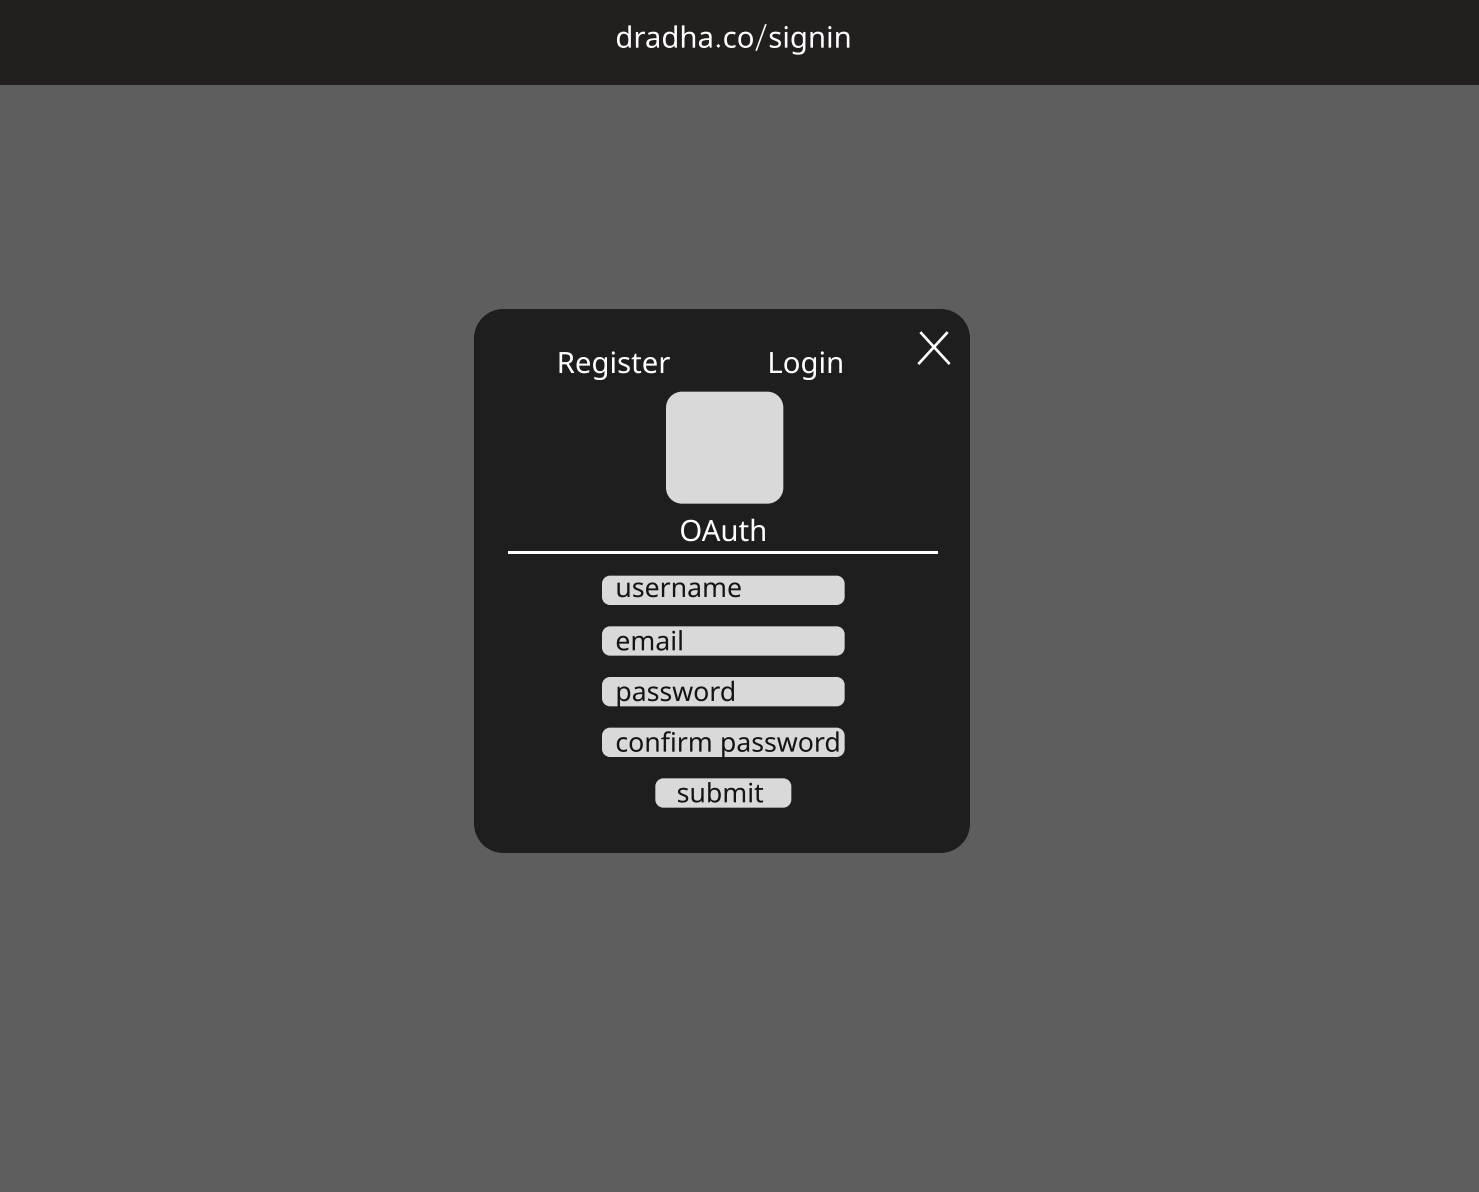 dradha.co/signin
Register Login
OAuth
username
email
password
confirm password
submit